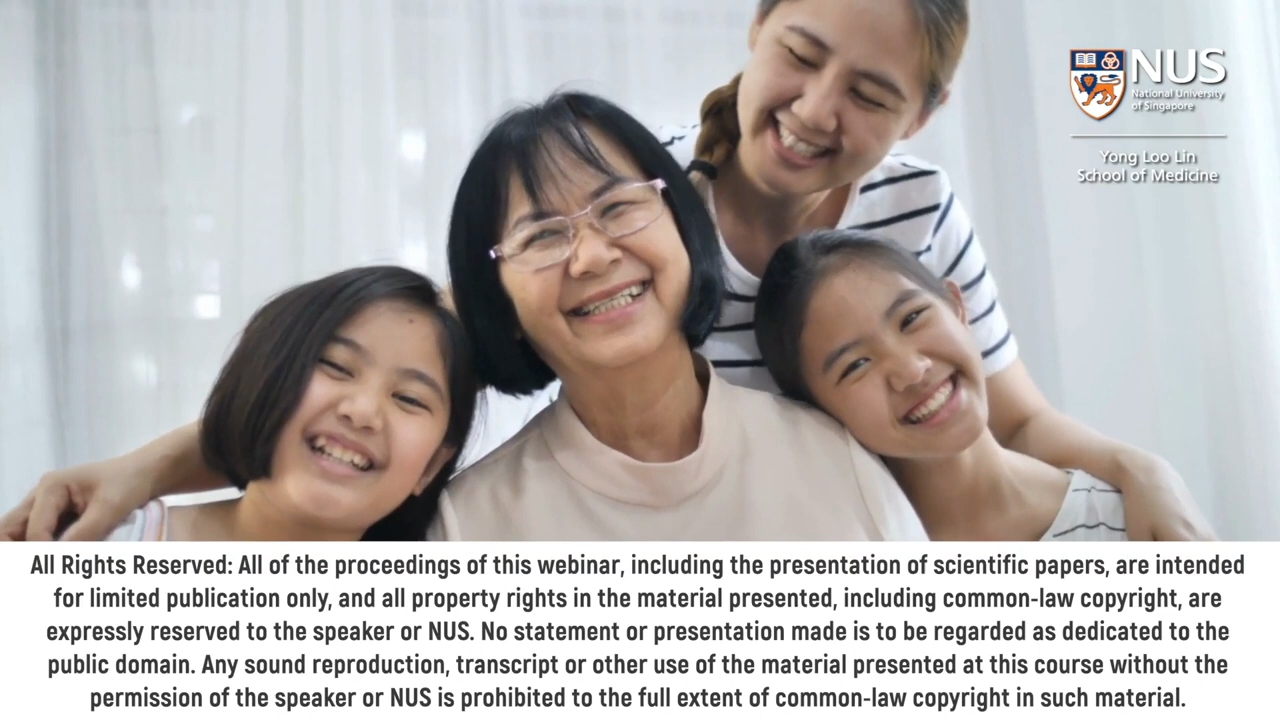 NUS
National University
of Singapore
Yong Loo Lin
School of Medicine
All Rights Reserved: All of the proceedings of this webinar, including the presentation of scientific papers, are intended
for limited publication only, and all property rights in the material presented, including common-law copyright, are
expressly reserved to the speaker or NUS. No statement or presentation made is to be regarded as dedicated to the
public domain. Any sound reproduction, transcript or other use of the material presented at this course without the
permission of the speaker or NUS is prohibited to the full extent of common-law copyright in such material.